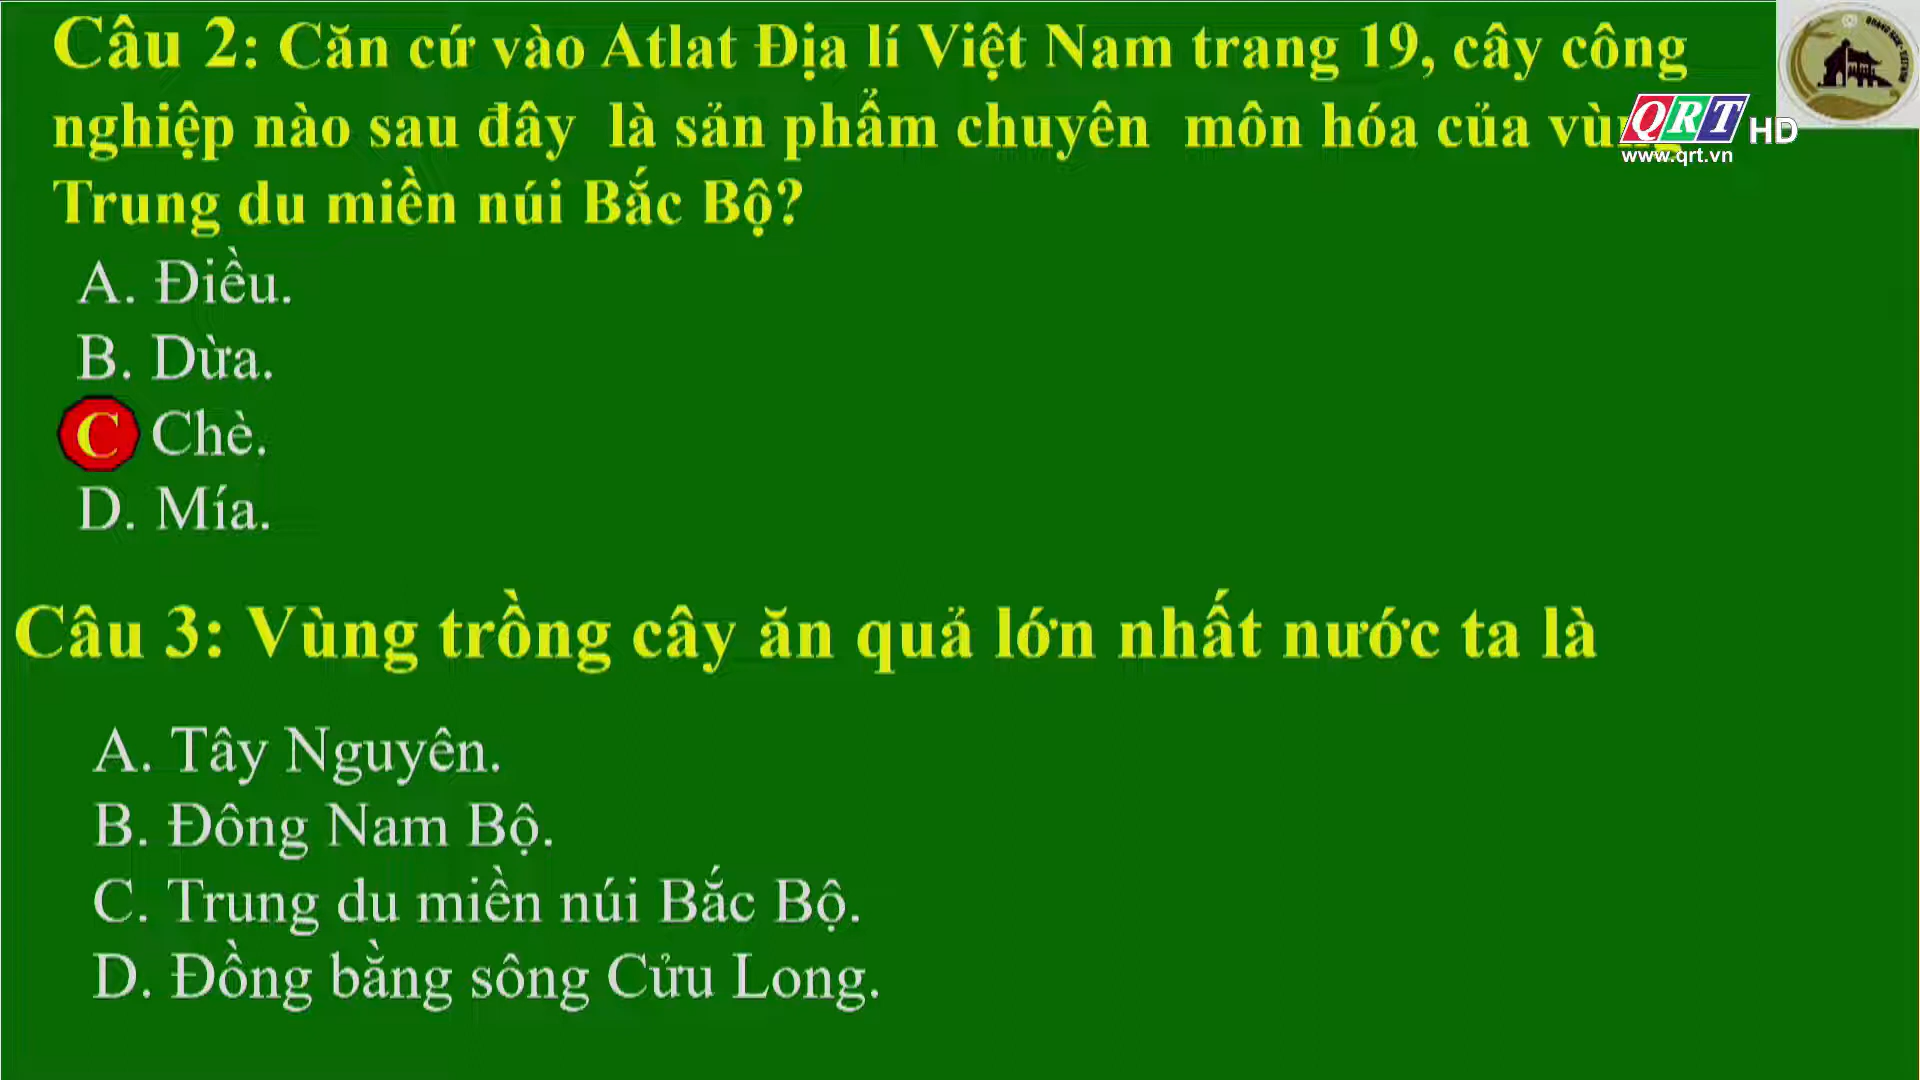 Câu 2: Căn cứ vào Atlat Địa lí Việt Nam trang 19, cây công
nghiệp nào sau đây là sản phẩm chuyên môn hóa của vùng
QRT HD
www.qrt.vn
Trung du miền núi Bắc Bộ?
A. Điều.
B. Dừa.
C Chè.
D. Mía.
Câu 3: Vùng trồng cây ăn quả lớn nhất nước ta là
A. Tây Nguyên.
B. Đông Nam Bộ.
C. Trung du miền núi Bắc Bộ.
D. Đồng bằng sông Cửu Long.